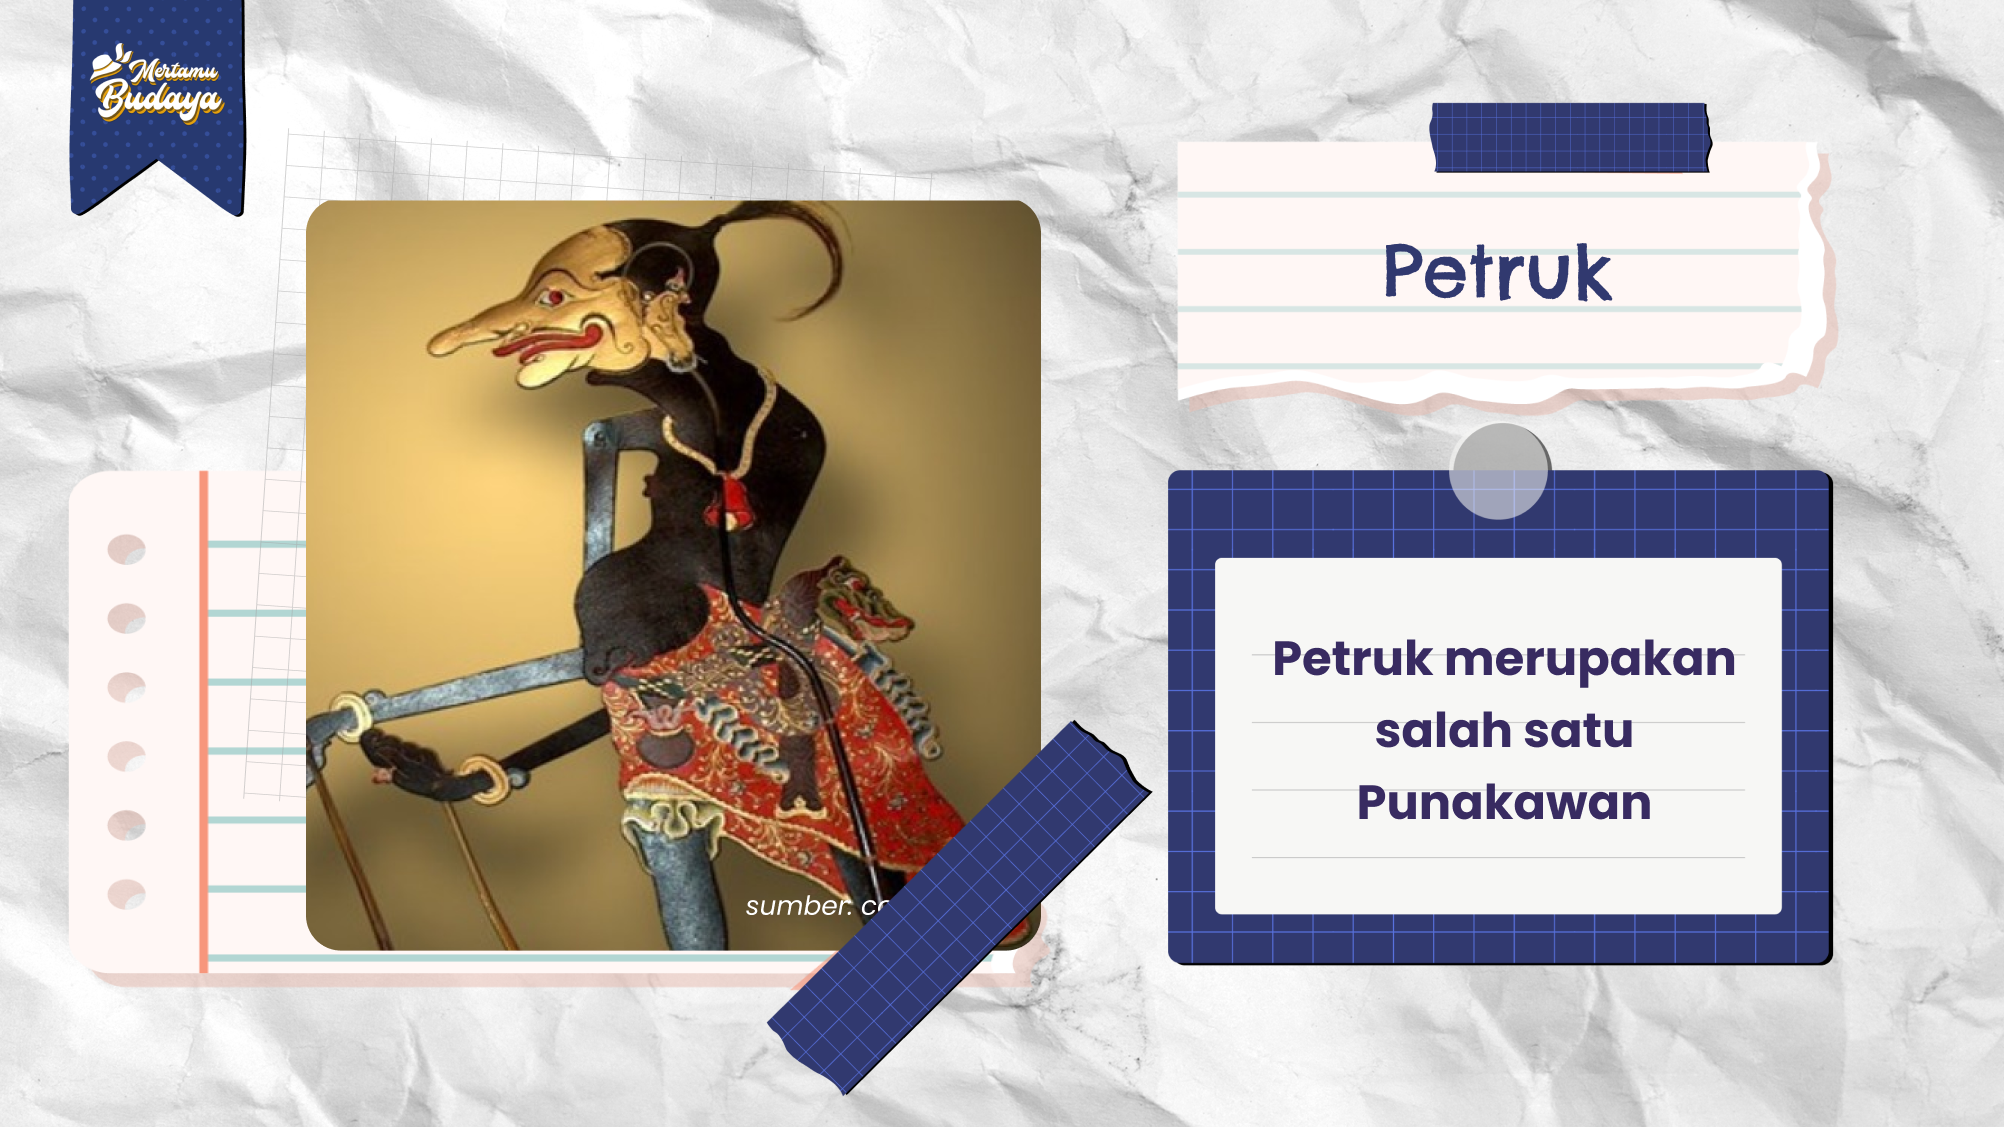 Mertamu
Budaya
Petruk
Petruk merupakan
salah satu
Punakawan
sumber: